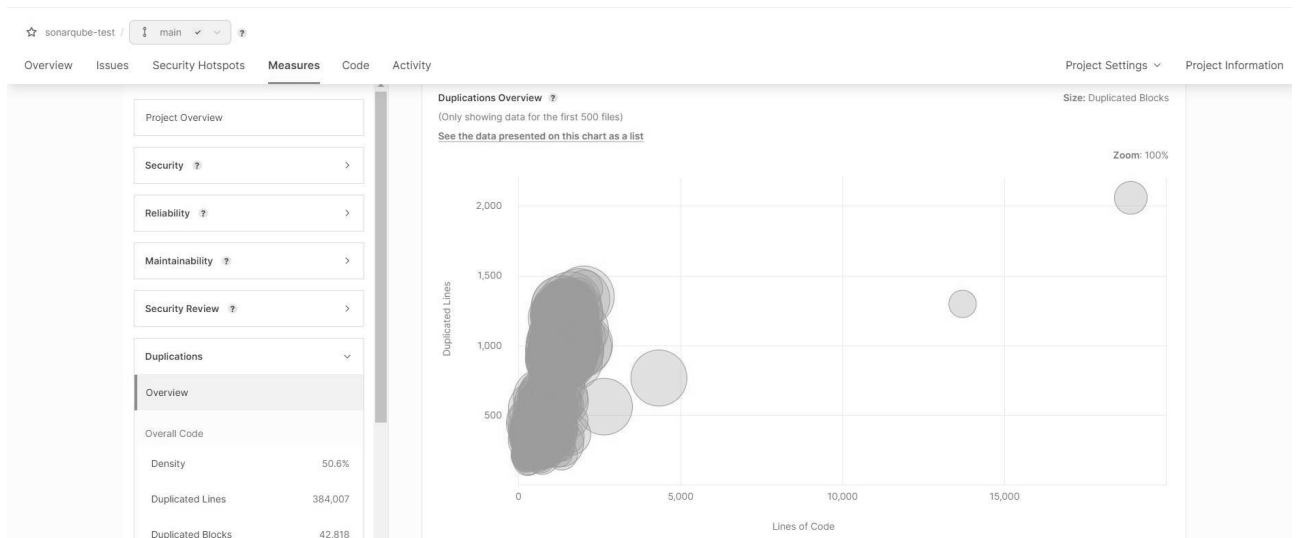 sonarqube-test / main ?
Overview Issues Security Hotspots Measures Code Activity Project Settings Project Information
Project Overview
Security ?
Reliability ?
Maintainability ?
Security Review ?
Duplications
Overview
Overall Code
Density 50.6%
Duplicated Lines 384,007
Duplicated Blocks 42,818
Duplications Overview ? Size: Duplicated Blocks
(Only showing data for the first 500 files)
See the data presented on this chart as a list
Zoom: 100%
2,000
1,500
1,000
500
Duplicated Lines
0 5,000 10,000 15,000
Lines of Code